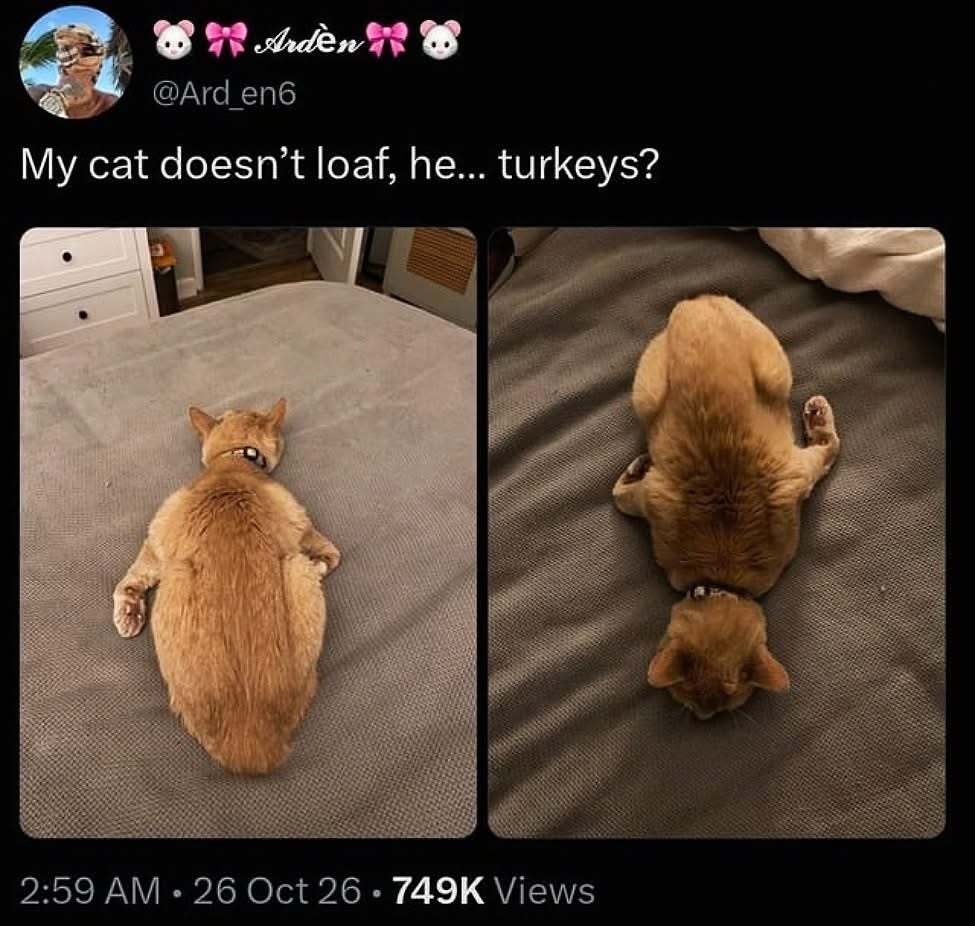 🐭🎀𝓐𝓻𝓭è𝓷🎀🐭
@Ard_en6
My cat doesn’t loaf, he... turkeys?
2:59 AM • 26 Oct 26 • 749K Views